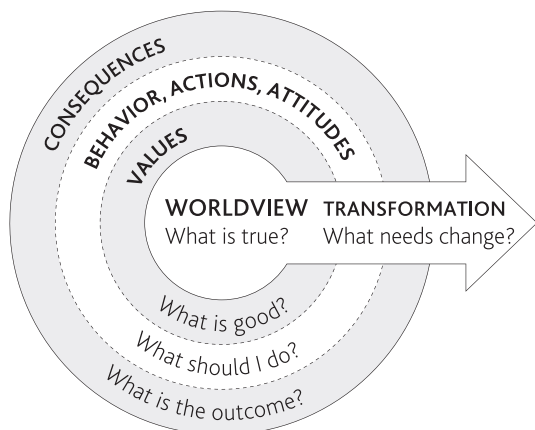 CONSEQUENCES
BEHAVIOR, ACTIONS, ATTITUDES
VALUES
WORLDVIEW
What is true?
TRANSFORMATION
What needs change?
What is good?
What should I do?
What is the outcome?